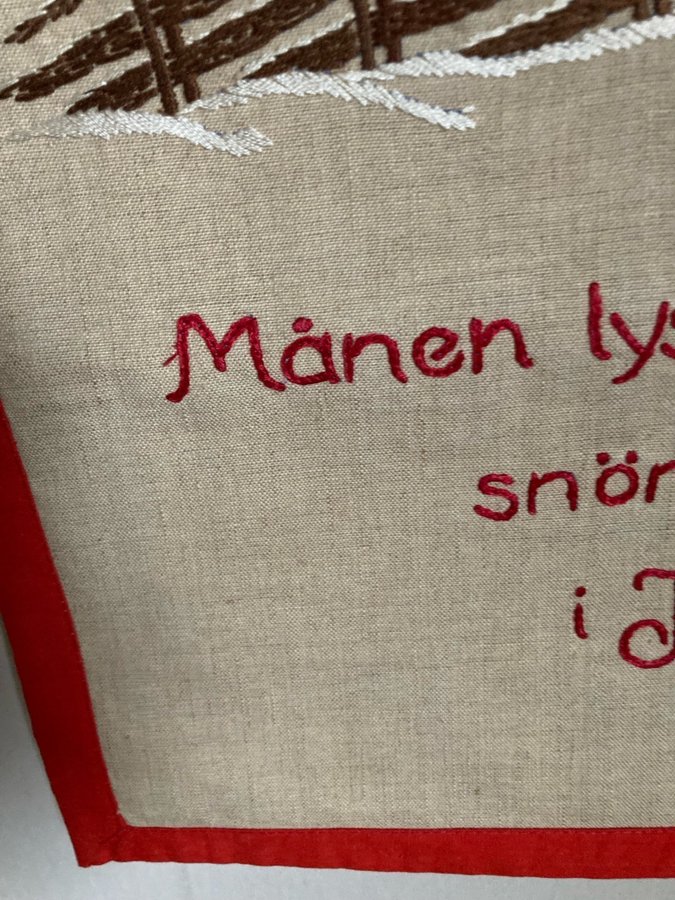 Månen lys
snör
i J